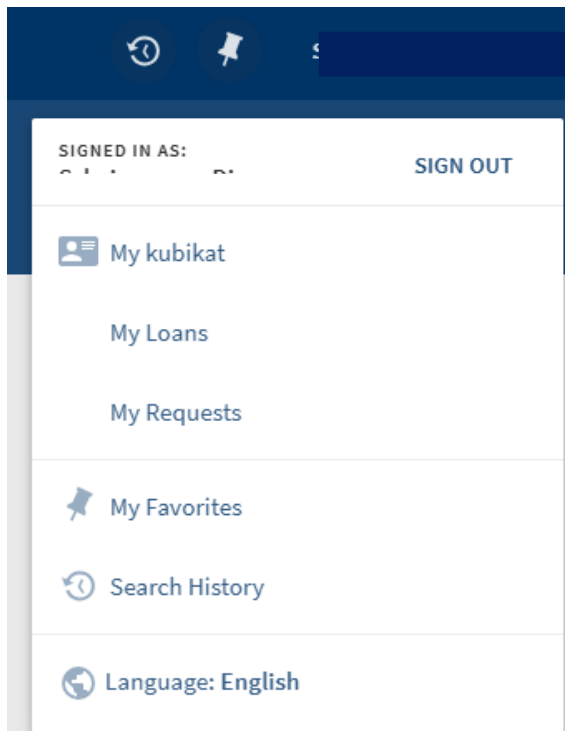 SIGNED IN AS:
SIGN OUT
My kubikat
My Loans
My Requests
My Favorites
Search History
Language: English